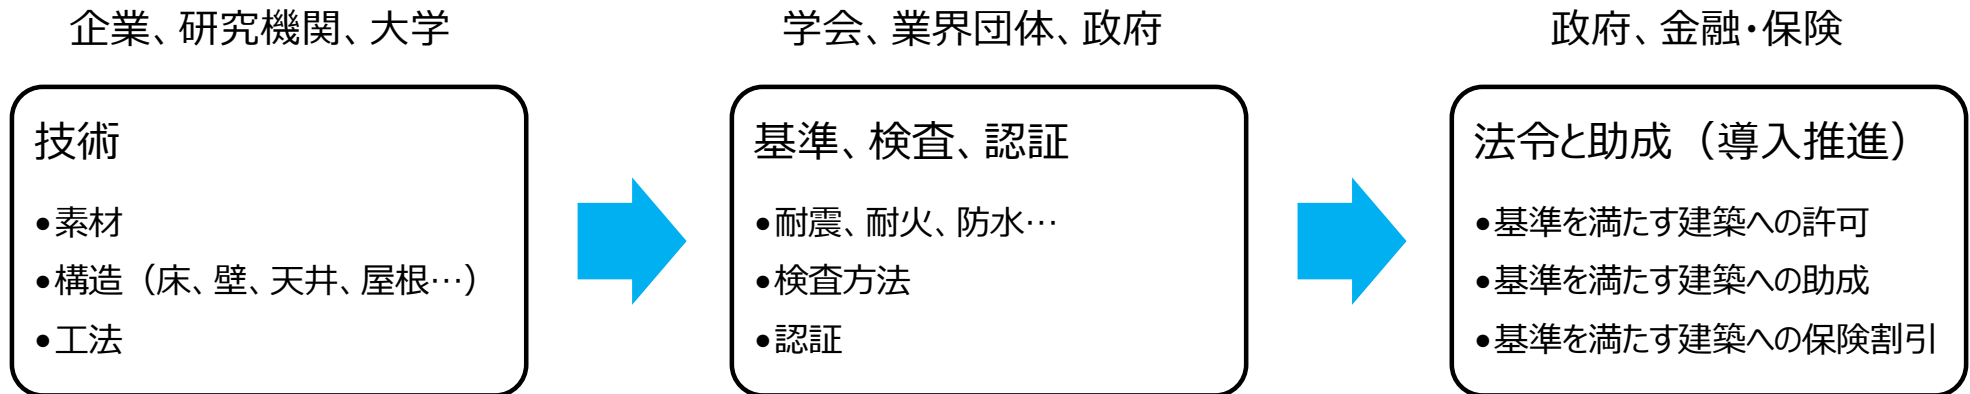 企業、研究機関、大学
技術
•素材
•構造（床、壁、天井、屋根…）
•工法
学会、業界団体、政府
基準、検査、認証
•耐震、耐火、防水…
•検査方法
•認証
政府、金融・保険
法令と助成（導入推進）
•基準を満たす建築への許可
•基準を満たす建築への助成
•基準を満たす建築への保険割引